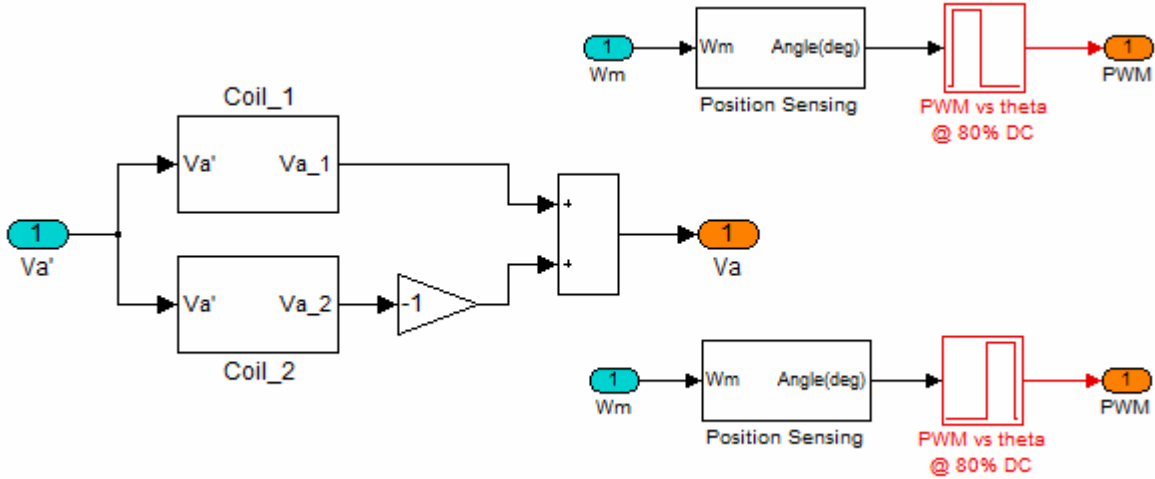 1
Wm
Wm Angle(deg)
Position Sensing
PWM vs theta
@ 80% DC
1
PWM
Coil_1
Va' Va_1
1
Va'
Va' Va_2
Coil_2
-1
+
+
1
Va
1
Wm
Wm Angle(deg)
Position Sensing
PWM vs theta
@ 80% DC
1
PWM